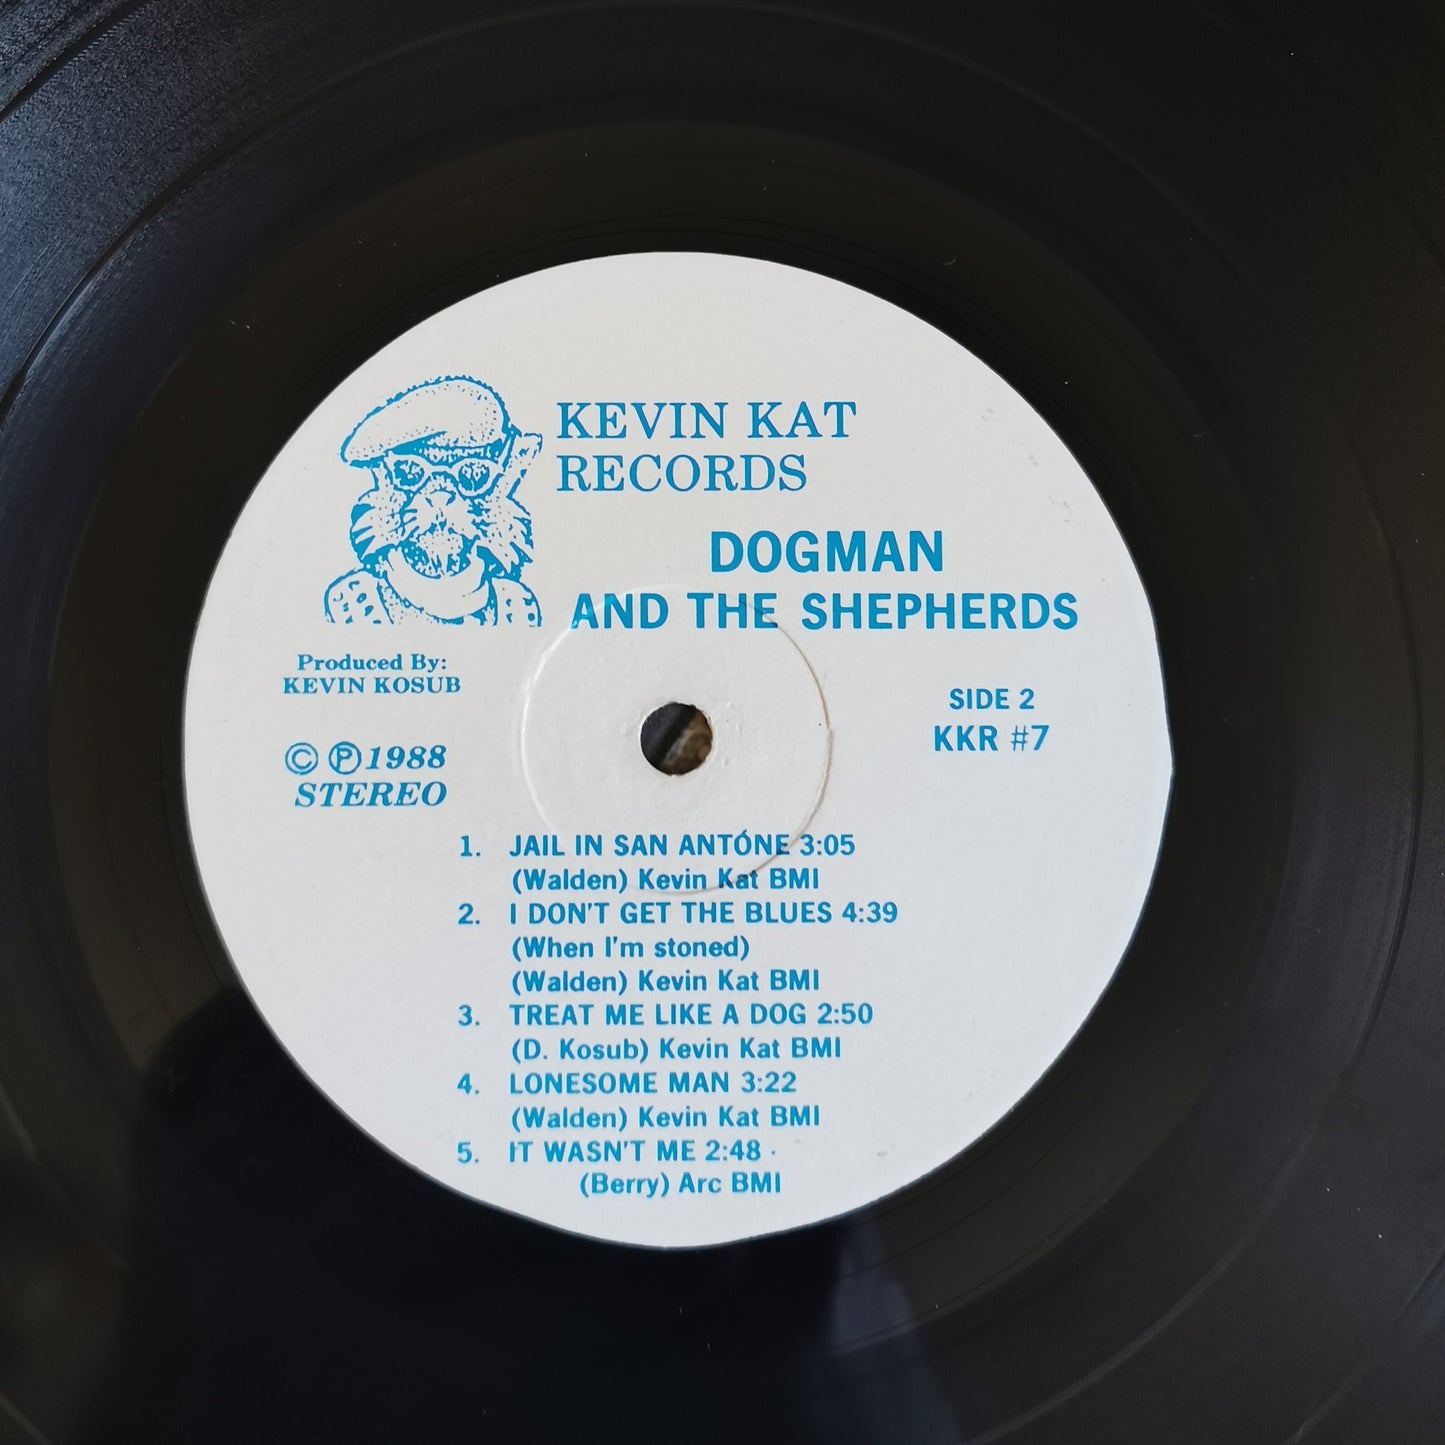 KEVIN KAT
RECORDS
DOGMAN
AND THE SHEPHERDS
Produced By:
KEVIN KOSUB
SIDE 2
KKR #7
© ℗ 1988
STEREO
1. JAIL IN SAN ANTÓNE 3:05
(Walden) Kevin Kat BMI
2. I DON'T GET THE BLUES 4:39
(When I'm stoned)
(Walden) Kevin Kat BMI
3. TREAT ME LIKE A DOG 2:50
(D. Kosub) Kevin Kat BMI
4. LONESOME MAN 3:22
(Walden) Kevin Kat BMI
5. IT WASN'T ME 2:48
(Berry) Arc BMI